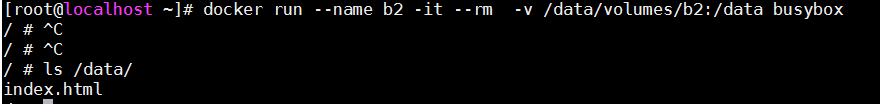 [root@localhost ~]# docker run --name b2 -it --rm  -v /data/volumes/b2:/data busybox
/ # ^C
/ # ^C
/ # ls /data/
index.html